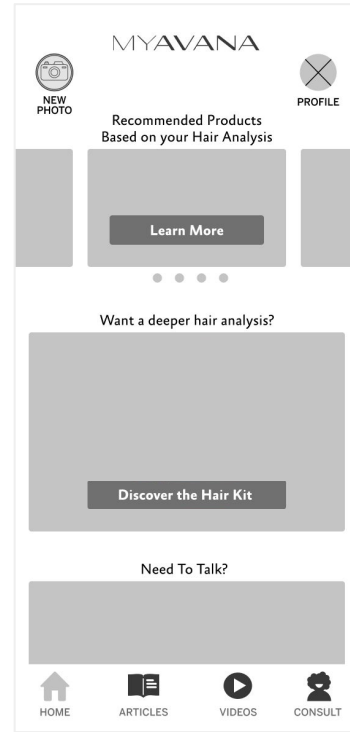 MYAVANA
NEW
PHOTO
PROFILE
Recommended Products
Based on your Hair Analysis
Learn More
Want a deeper hair analysis?
Discover the Hair Kit
Need To Talk?
HOME
ARTICLES
VIDEOS
CONSULT